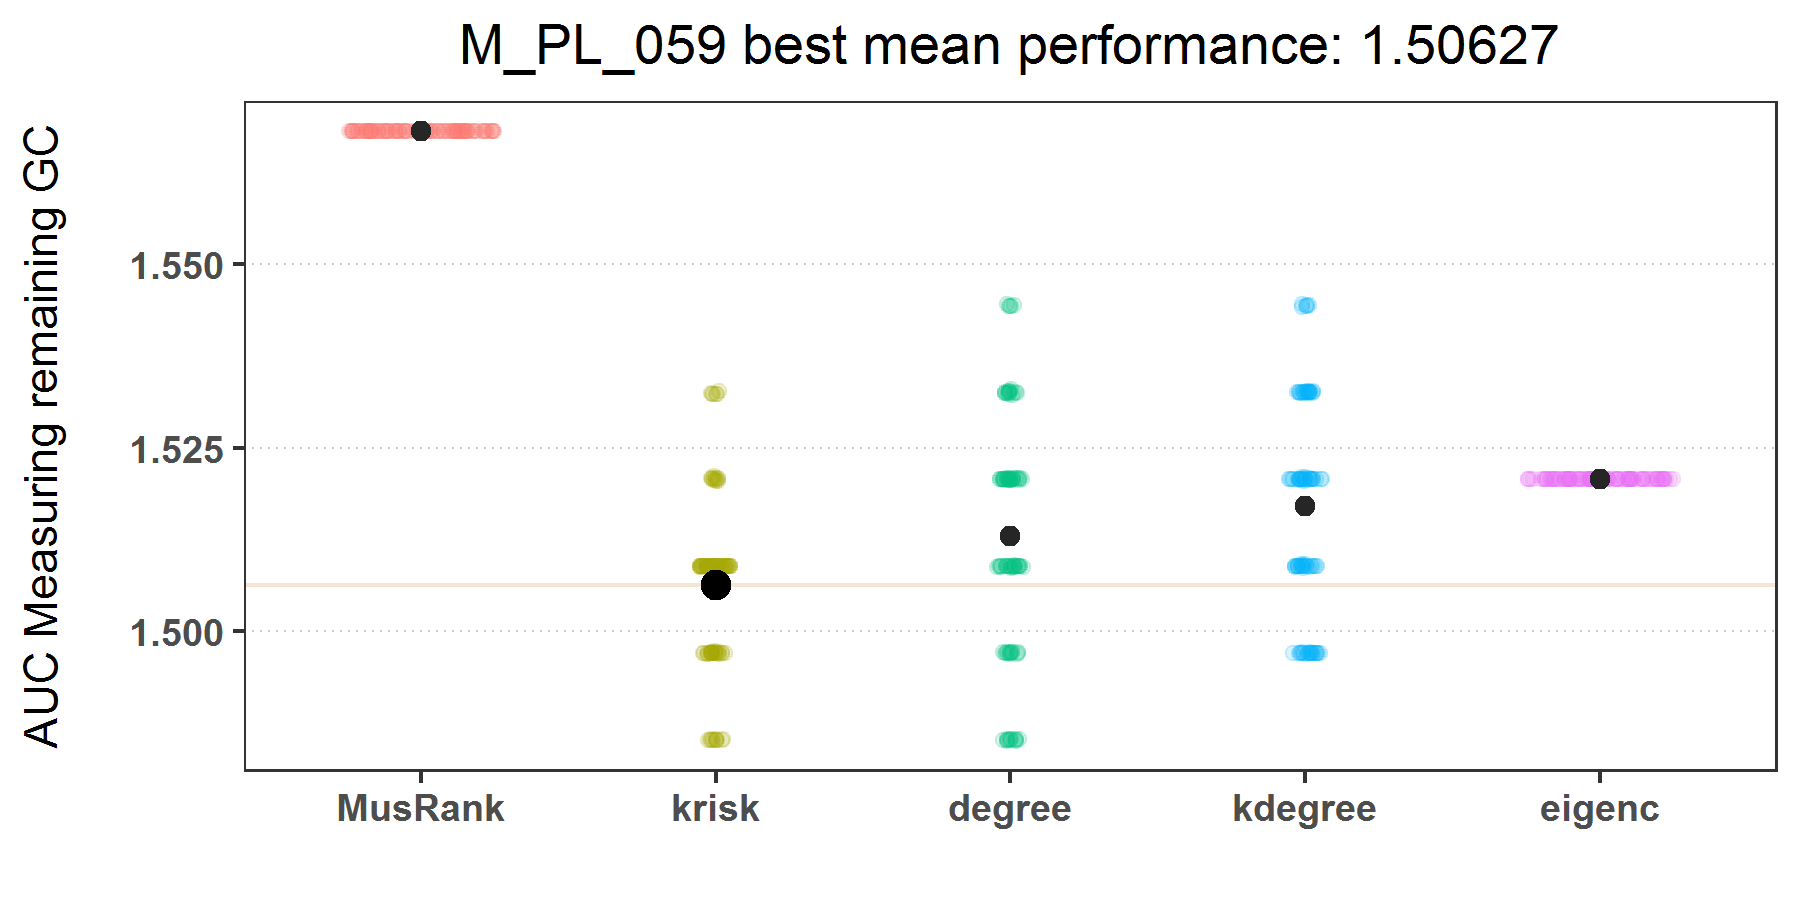 M_PL_059 best mean performance: 1.50627
AUC Measuring remaining GC
1.550
1.525
1.500
MusRank krisk degree kdegree eigenc